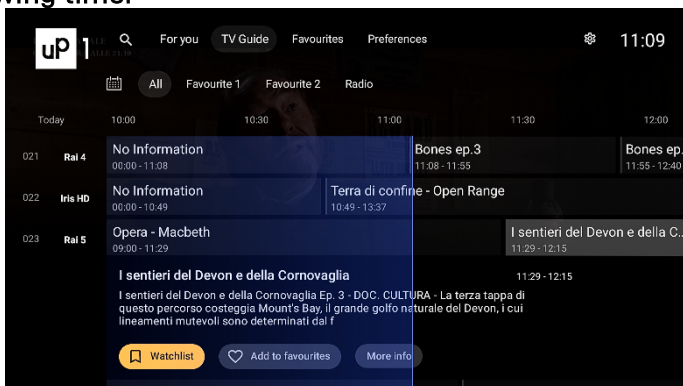 wing timer
uP 1
For you TV Guide Favourites Preferences
11:09
All Favourite 1 Favourite 2 Radio
Today 10:00 10:30 11:00 11:30 12:00
021 Rai 4
No Information
00:00 - 11:08
Bones ep.3
11:08 - 11:55
Bones ep.
11:55 - 12:40
022 Iris HD
No Information
00:00 - 10:49
Terra di confine - Open Range
10:49 - 13:37
023 Rai 5
Opera - Macbeth
09:00 - 11:29
I sentieri del Devon e della C..
11:29 - 12:15
I sentieri del Devon e della Cornovaglia
11:29 - 12:15
I sentieri del Devon e della Cornovaglia Ep. 3 - DOC. CULTURA - La terza tappa di
questo percorso costeggia Mount's Bay, il grande golfo naturale del Devon, i cui
lineamenti mutevoli sono determinati dal f
Watchlist Add to favourites More info